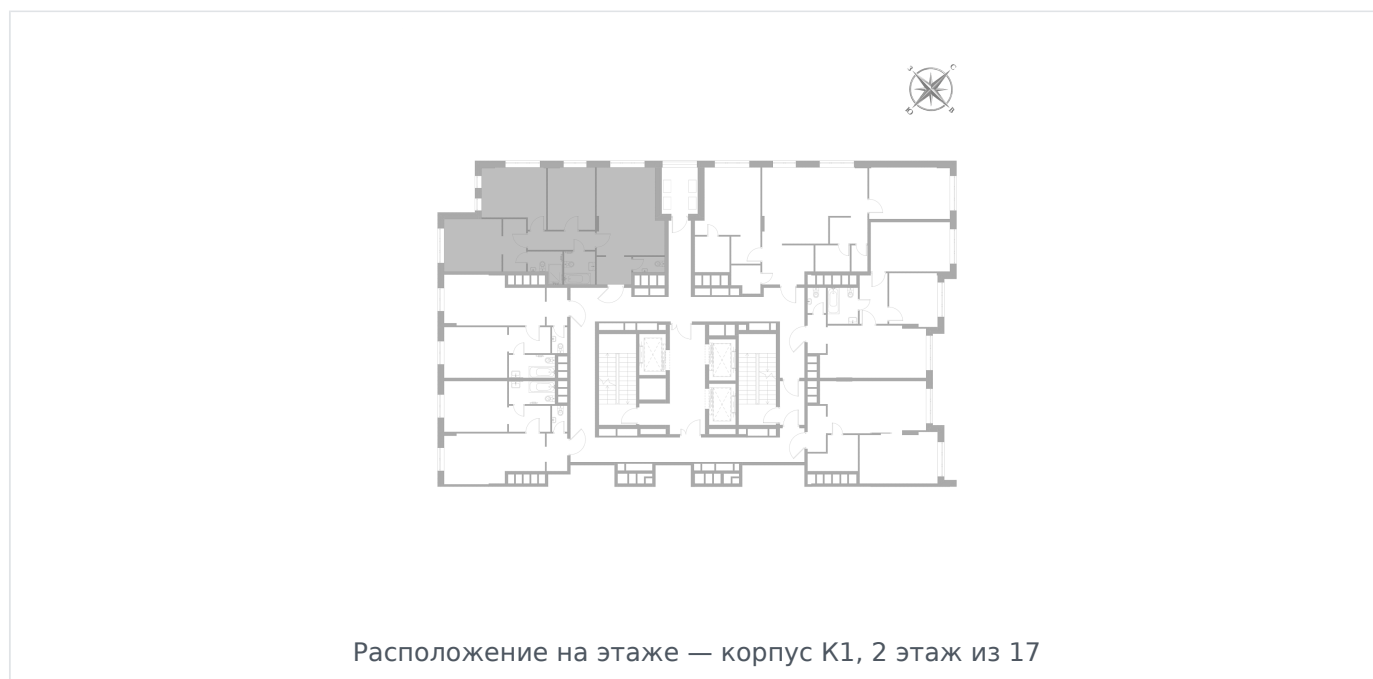 З С
Ю В
Расположение на этаже — корпус К1, 2 этаж из 17